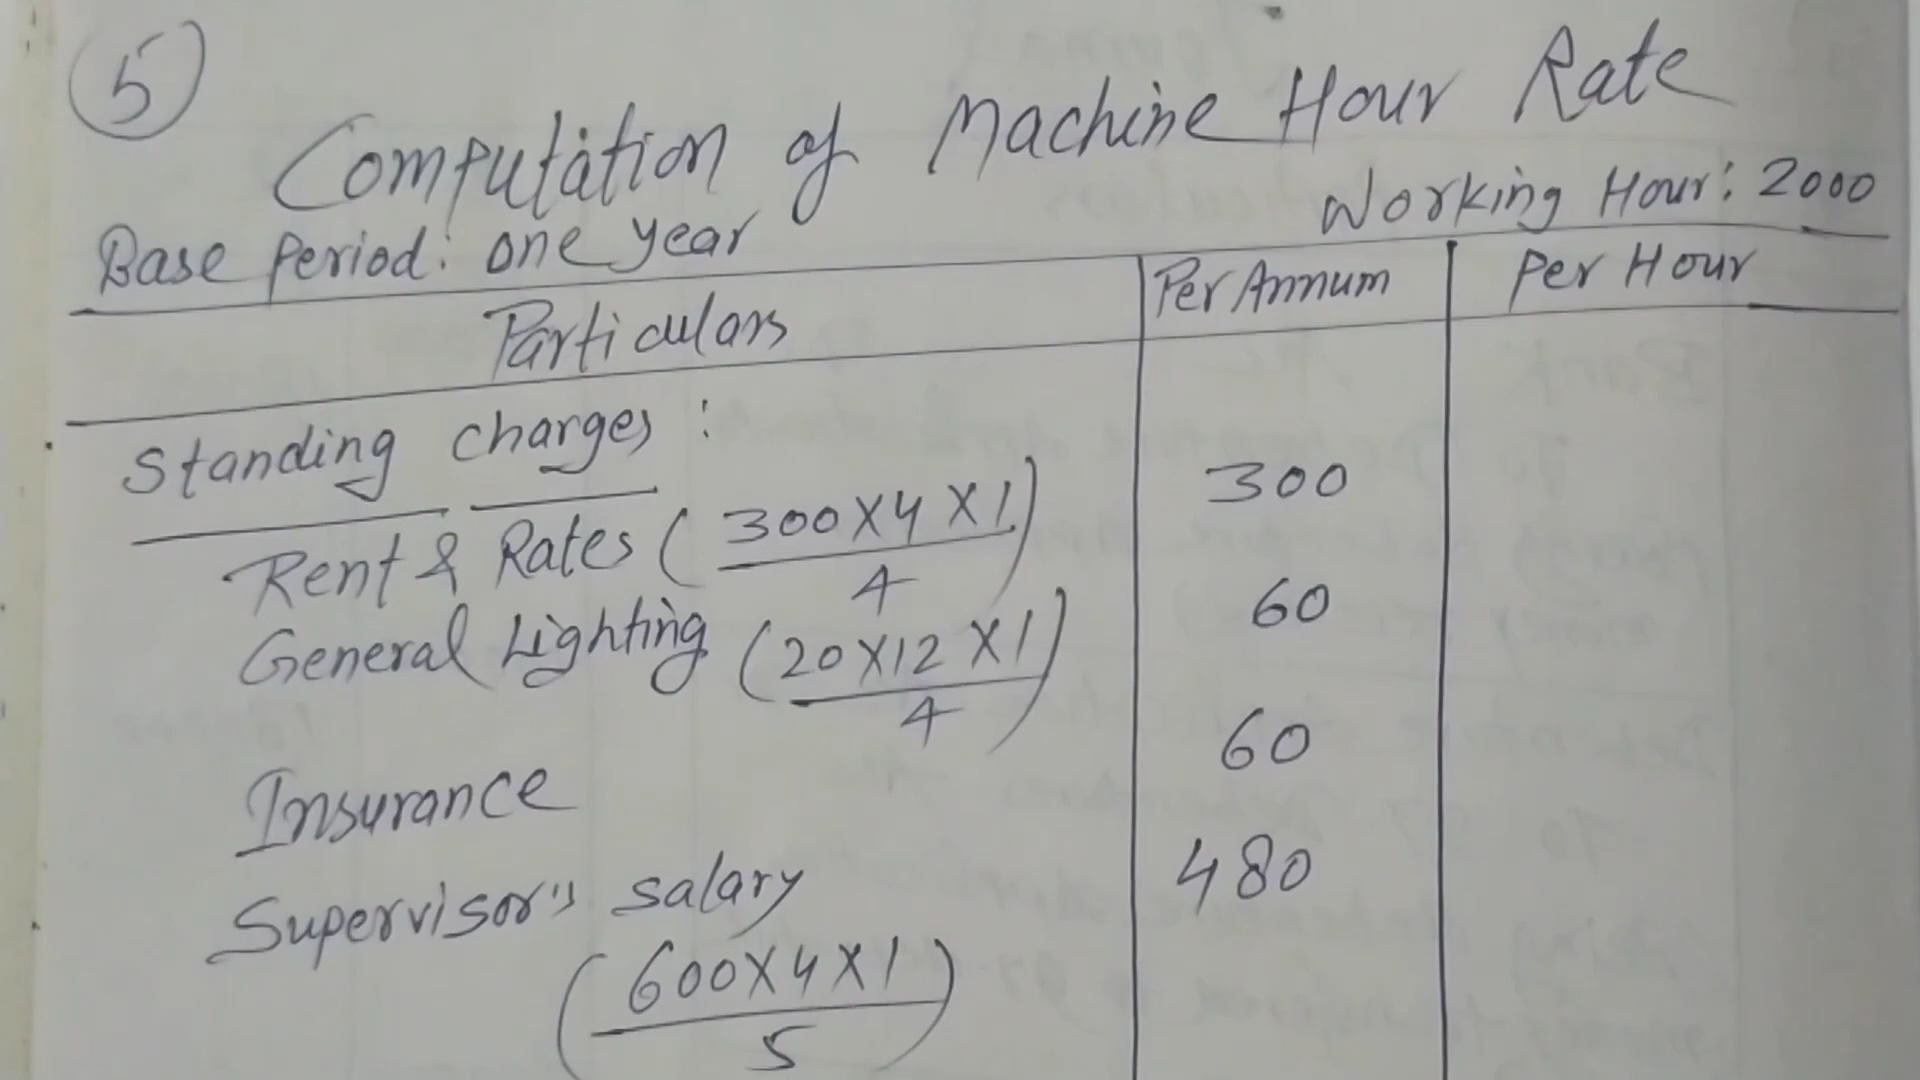 5
Computation of Machine Hour Rate
Base Period: one year
Working Hour: 2000
Particulars
Per Annum
Per Hour
Standing charges:
Rent & Rates (300X4X1/4)
300
General Lighting (20X12X1/4)
60
Insurance
60
Supervisor's salary
480
(600X4X1/5)